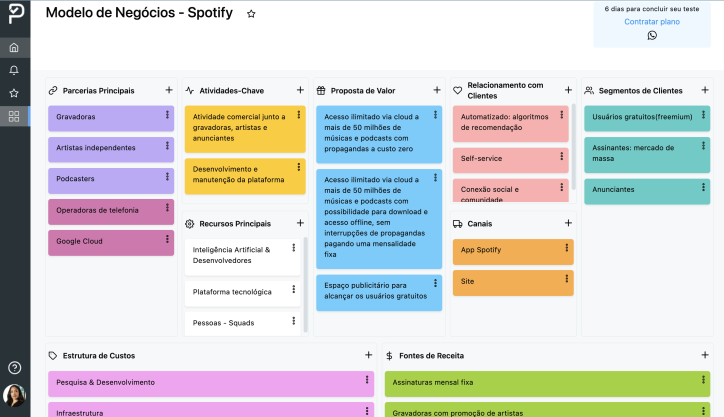 Modelo de Negócios - Spotify
6 dias para concluir seu teste
Contratar plano
Parcerias Principais
Gravadoras
Artistas independentes
Podcasters
Operadoras de telefonia
Google Cloud
Atividades-Chave
Atividade comercial junto a
gravadoras, artistas e
anunciantes
Desenvolvimento e
manutenção da plataforma
Recursos Principais
Inteligência Artificial &
Desenvolvedores
Plataforma tecnológica
Pessoas - Squads
Proposta de Valor
Acesso ilimitado via cloud a
mais de 50 milhões de
músicas e podcasts com
propagandas a custo zero
Acesso ilimitado via cloud a
mais de 50 milhões de
músicas e podcasts com
possibilidade para download e
acesso offline, sem
interrupções de propagandas
pagando uma mensalidade
fixa
Espaço publicitário para
alcançar os usuários gratuitos
Relacionamento com
Clientes
Automatizado: algoritmos
de recomendação
Self-service
Conexão social e
comunidade
Canais
App Spotify
Site
Segmentos de Clientes
Usuários gratuitos(freemium)
Assinantes: mercado de
massa
Anunciantes
Estrutura de Custos
Pesquisa & Desenvolvimento
Infraestrutura
Fontes de Receita
Assinaturas mensal fixa
Gravadoras com promoção de artistas